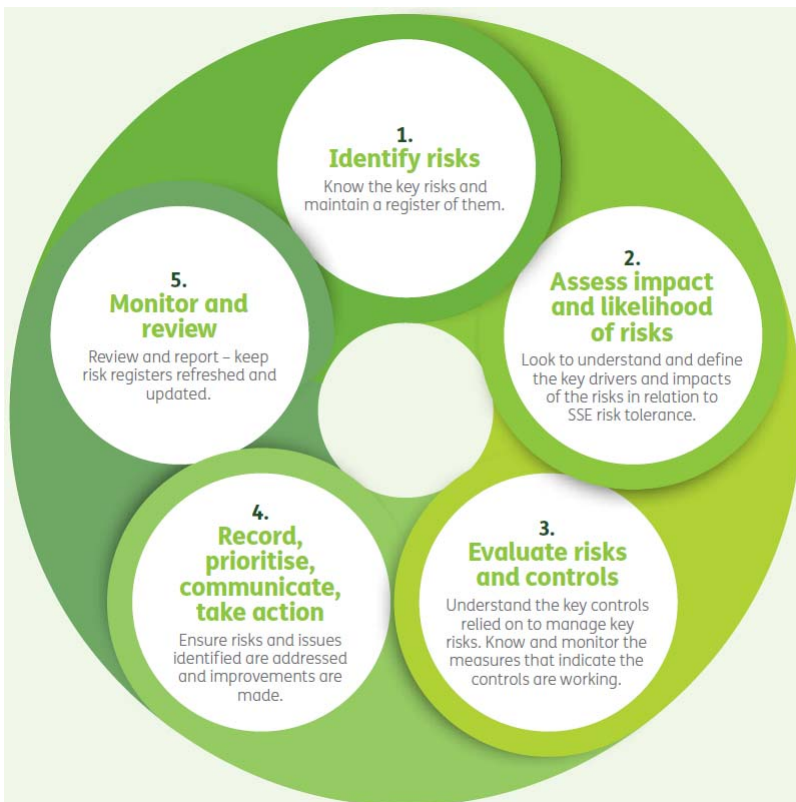 1.
Identify risks
Know the key risks and
maintain a register of them.
2.
Assess impact
and likelihood
of risks
Look to understand and define
the key drivers and impacts
of the risks in relation to
SSE risk tolerance.
3.
Evaluate risks
and controls
Understand the key controls
relied on to manage key
risks. Know and monitor the
measures that indicate the
controls are working.
4.
Record,
prioritise,
communicate,
take action
Ensure risks and issues
identified are addressed
and improvements are
made.
5.
Monitor and
review
Review and report – keep
risk registers refreshed and
updated.